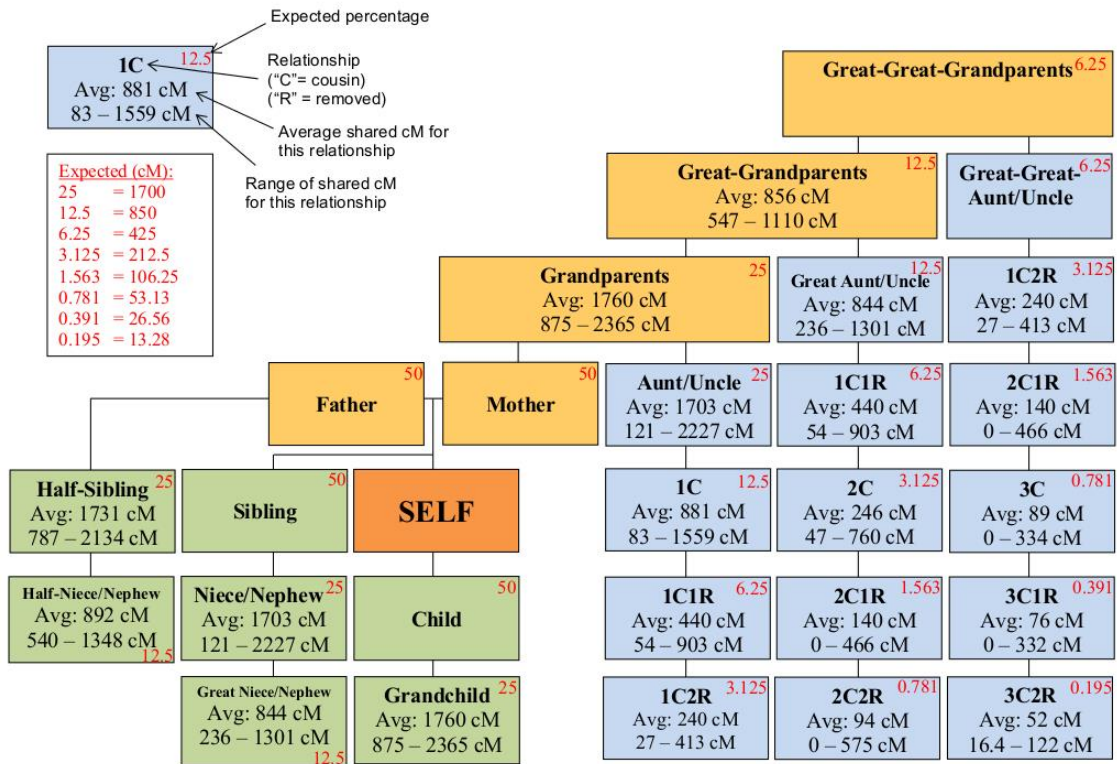 Expected percentage
12.5
1C
Avg: 881 cM
83 – 1559 cM
Relationship
("C"= cousin)
("R" = removed)
Average shared cM for
this relationship
Range of shared cM
for this relationship
Expected (cM):
25 = 1700
12.5 = 850
6.25 = 425
3.125 = 212.5
1.563 = 106.25
0.781 = 53.13
0.391 = 26.56
0.195 = 13.28
Great-Great-Grandparents 6.25
Great-Grandparents 12.5
Avg: 856 cM
547 – 1110 cM
Great-Great- 6.25
Aunt/Uncle
Grandparents 25
Avg: 1760 cM
875 – 2365 cM
Great Aunt/Uncle 12.5
Avg: 844 cM
236 – 1301 cM
1C2R 3.125
Avg: 240 cM
27 – 413 cM
Father 50
Mother 50
Aunt/Uncle 25
Avg: 1703 cM
121 – 2227 cM
1C1R 6.25
Avg: 440 cM
54 – 903 cM
2C1R 1.563
Avg: 140 cM
0 – 466 cM
Half-Sibling 25
Avg: 1731 cM
787 – 2134 cM
Sibling 50
SELF
1C 12.5
Avg: 881 cM
83 – 1559 cM
2C 3.125
Avg: 246 cM
47 – 760 cM
3C 0.781
Avg: 89 cM
0 – 334 cM
Half-Niece/Nephew
Avg: 892 cM
540 – 1348 cM
12.5
Niece/Nephew 25
Avg: 1703 cM
121 – 2227 cM
Child 50
1C1R 6.25
Avg: 440 cM
54 – 903 cM
2C1R 1.563
Avg: 140 cM
0 – 466 cM
3C1R 0.391
Avg: 76 cM
0 – 332 cM
Great Niece/Nephew
Avg: 844 cM
236 – 1301 cM
12.5
Grandchild 25
Avg: 1760 cM
875 – 2365 cM
1C2R 3.125
Avg: 240 cM
27 – 413 cM
2C2R 0.781
Avg: 94 cM
0 – 575 cM
3C2R 0.195
Avg: 52 cM
16.4 – 122 cM